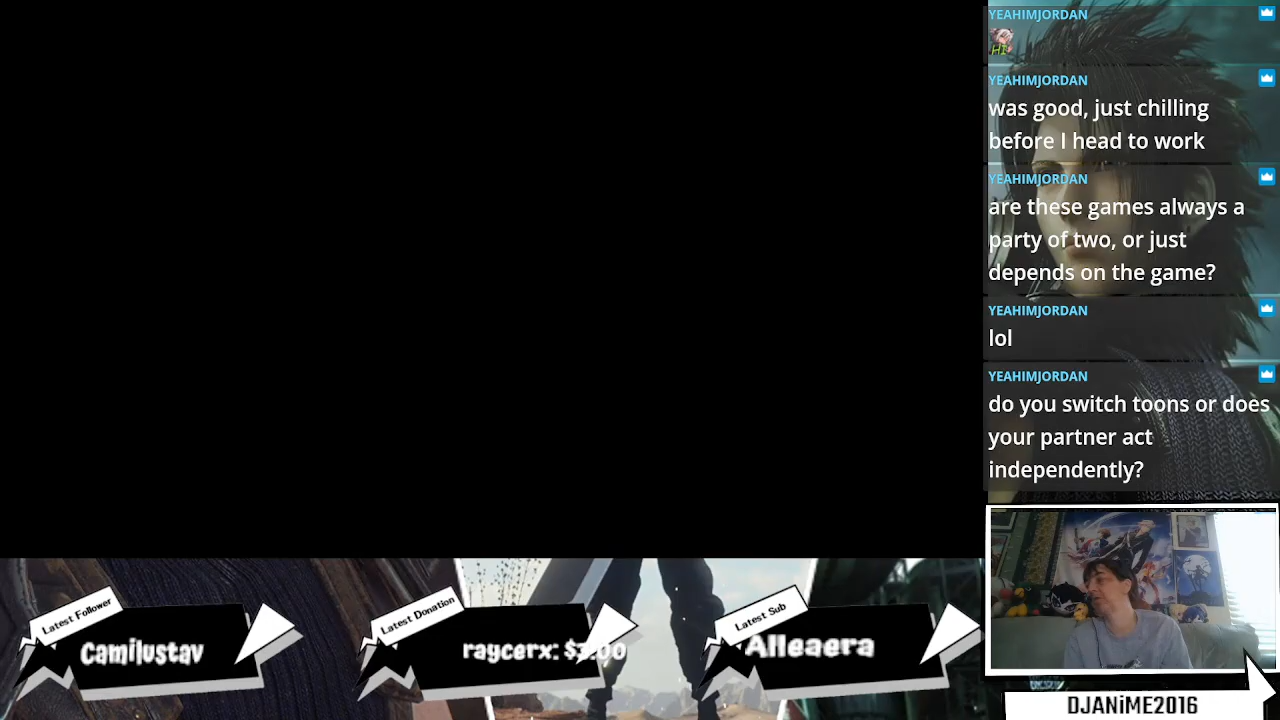 YEAHIMJORDAN
HI
YEAHIMJORDAN
was good, just chilling
before I head to work
YEAHIMJORDAN
are these games always a
party of two, or just
depends on the game?
YEAHIMJORDAN
lol
YEAHIMJORDAN
do you switch toons or does
your partner act
independently?
Latest Follower
Camilustav
Latest Donation
raycerx: $3.00
Latest Sub
Alleaera
DJANiME2016